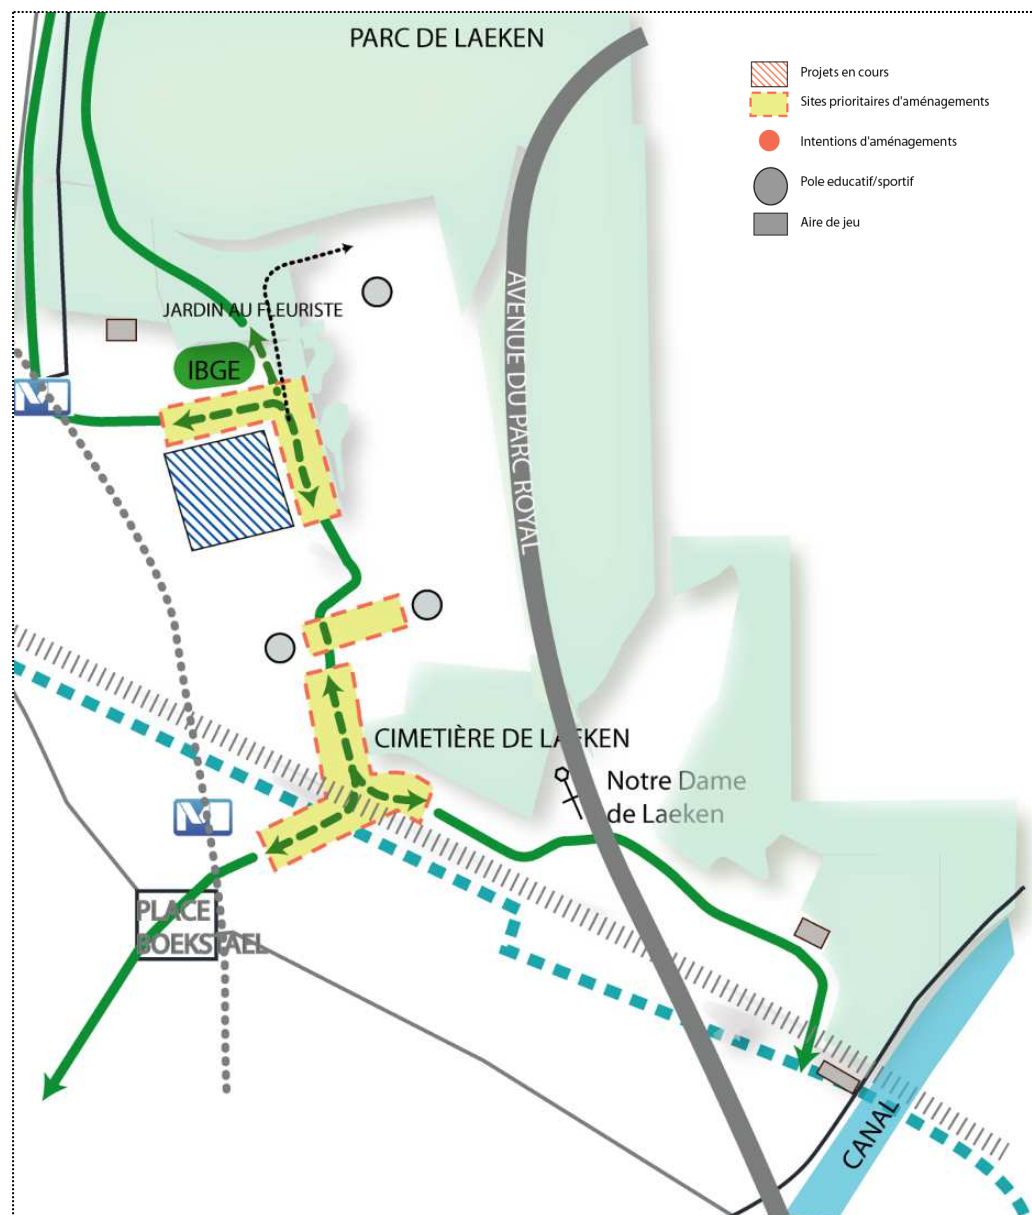 PARC DE LAEKEN
Projets en cours
Sites prioritaires d'aménagements
Intentions d'aménagements
Pole educatif/sportif
Aire de jeu
JARDIN AU FLEURISTE
IBGE
M
AVENUE DU PARC ROYAL
CIMETIÈRE DE LAEKEN
Notre Dame
de Laeken
M
PLACE
BOEKSTAEL
CANAL